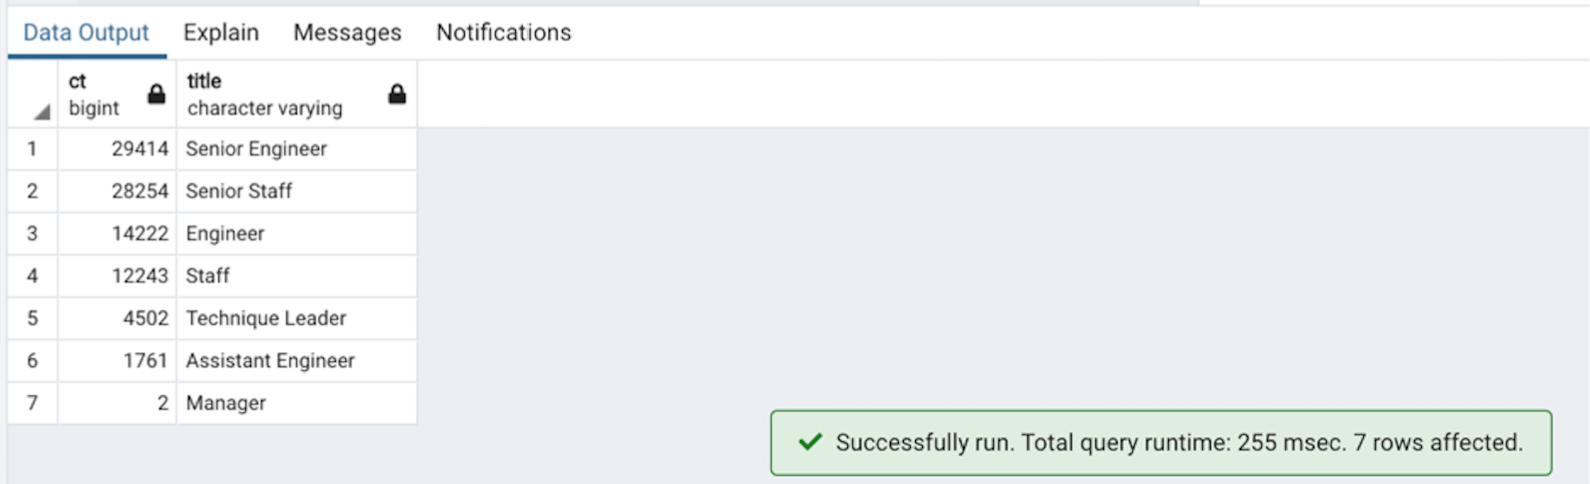 Data Output Explain Messages Notifications
ct title
bigint character varying
1 29414 Senior Engineer
2 28254 Senior Staff
3 14222 Engineer
4 12243 Staff
5 4502 Technique Leader
6 1761 Assistant Engineer
7 2 Manager
Successfully run. Total query runtime: 255 msec. 7 rows affected.